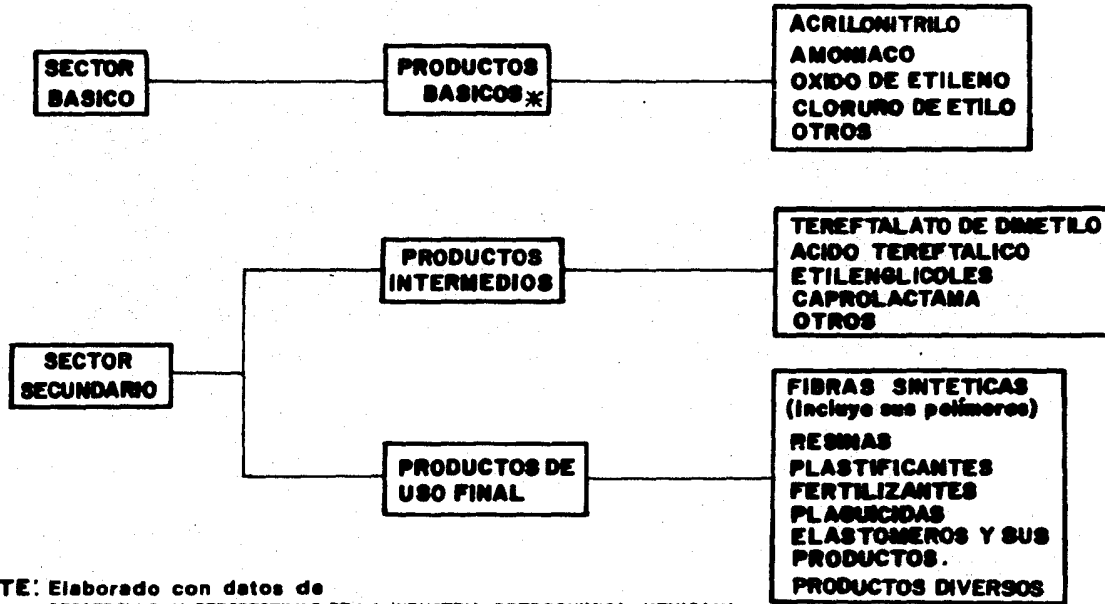 SECTOR
BASICO
PRODUCTOS
BASICOS*
ACRILONITRILO
AMONIACO
OXIDO DE ETILENO
CLORURO DE ETILO
OTROS
SECTOR
SECUNDARIO
PRODUCTOS
INTERMEDIOS
TEREFTALATO DE DIMETILO
ACIDO TEREFTALICO
ETILENGLICOLES
CAPROLACTAMA
OTROS
PRODUCTOS DE
USO FINAL
FIBRAS SINTETICAS
(Incluye sus polímeros)
RESINAS
PLASTIFICANTES
FERTILIZANTES
PLAGUICIDAS
ELASTOMEROS Y SUS
PRODUCTOS.
PRODUCTOS DIVERSOS
TE: Elaborado con datos de